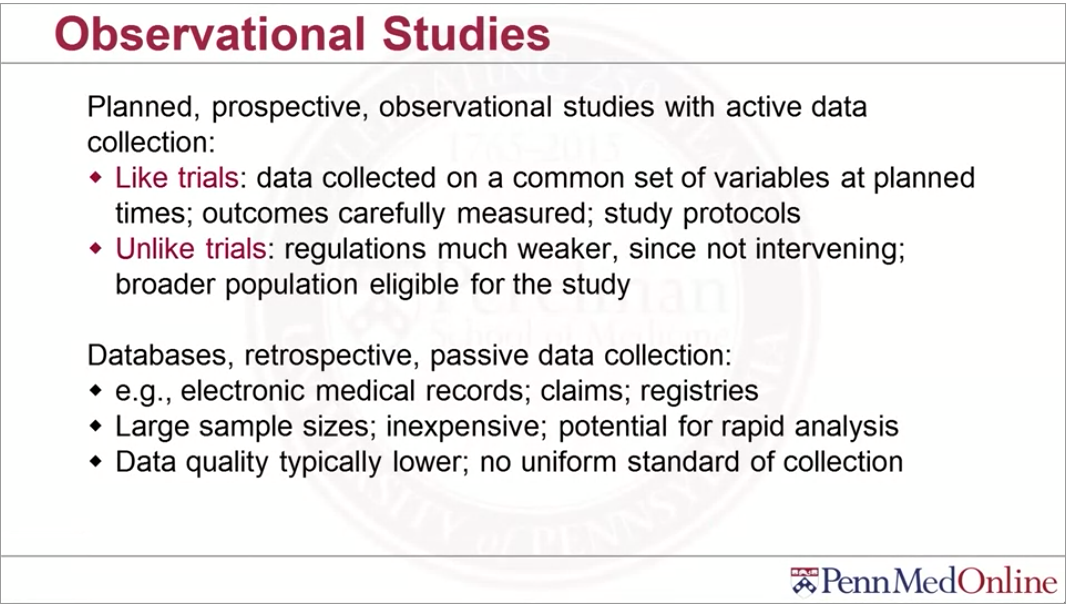 Observational Studies
Planned, prospective, observational studies with active data
collection:
◆ Like trials: data collected on a common set of variables at planned
times; outcomes carefully measured; study protocols
◆ Unlike trials: regulations much weaker, since not intervening;
broader population eligible for the study
Databases, retrospective, passive data collection:
◆ e.g., electronic medical records; claims; registries
◆ Large sample sizes; inexpensive; potential for rapid analysis
◆ Data quality typically lower; no uniform standard of collection
PennMedOnline